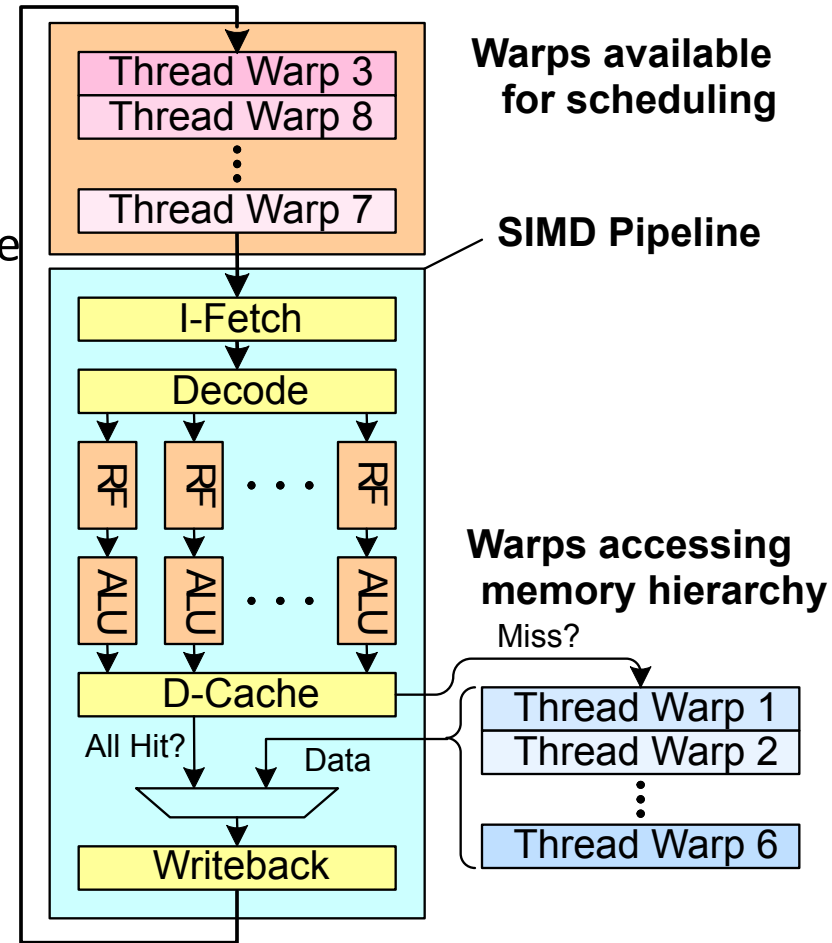 Thread Warp 3
Thread Warp 8
Thread Warp 7
Warps available
for scheduling
e
SIMD Pipeline
I-Fetch
Decode
RF RF RF
ALU ALU ALU
D-Cache
All Hit?
Data
Writeback
Warps accessing
memory hierarchy
Miss?
Thread Warp 1
Thread Warp 2
Thread Warp 6